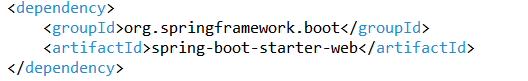 <dependency>
    <groupId>org.springframework.boot</groupId>
    <artifactId>spring-boot-starter-web</artifactId>
</dependency>